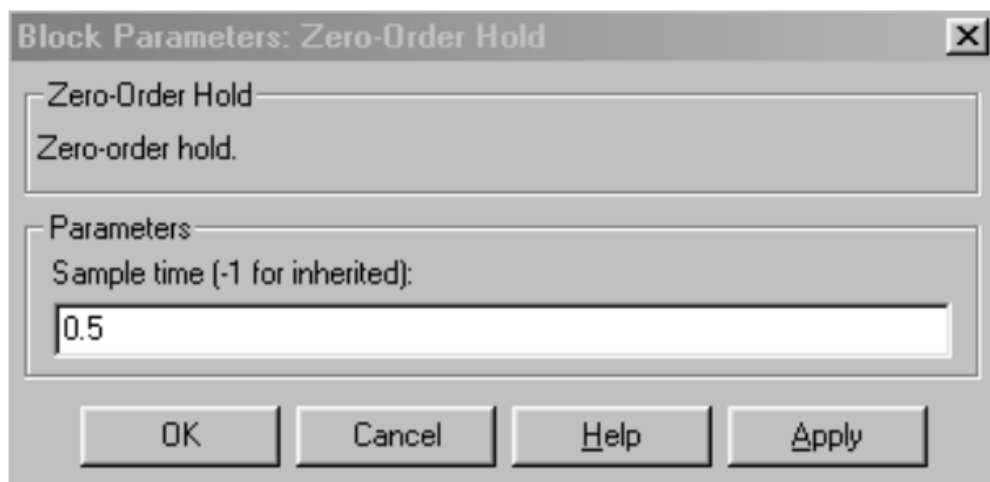 Block Parameters: Zero-Order Hold
Zero-Order Hold
Zero-order hold.
Parameters
Sample time (-1 for inherited):
0.5
OK Cancel Help Apply